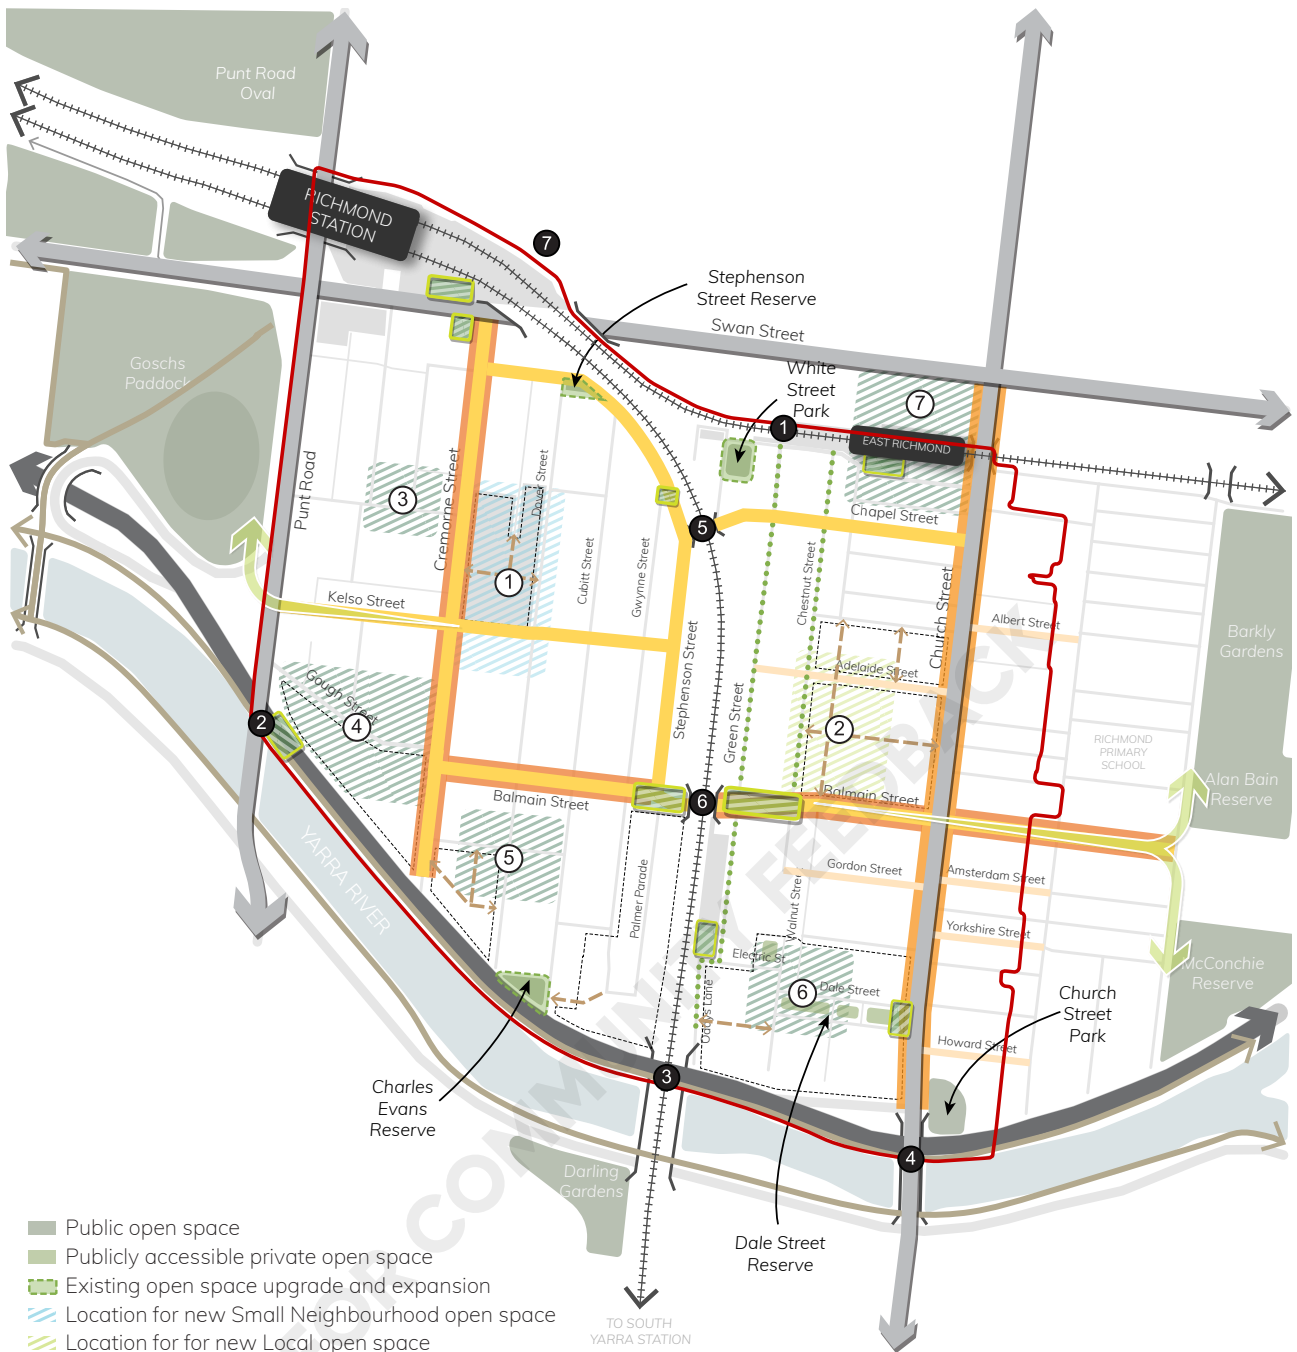 Punt Road
Oval
RICHMOND
STATION
7
Stephenson
Street Reserve
Swan Street
White
Street
Park
Goschs
Paddock
7
1
EAST RICHMOND
Punt Road
3
Cremorne Street
Dover Street
Chapel Street
5
Cubitt Street
Gwynne Street
Chestnut Street
1
Kelso Street
Church Street
Albert Street
Barkly
Gardens
Stephenson Street
Adelaide Street
Gough Street
4
2
Green Street
2
RICHMOND
PRIMARY
SCHOOL
Alan Bain
Reserve
Balmain Street
6
Balmain Street
YARRA RIVER
5
Palmer Parade
Gordon Street
Amsterdam Street
Walnut Street
Yorkshire Street
Electric St
McConchie
Reserve
6
Dale Street
Oddys Lane
Church
Street
Park
Howard Street
Charles
Evans
Reserve
3
4
Darling
Gardens
Dale Street
Reserve
TO SOUTH
YARRA STATION
FOR COMMUNITY FEEDBACK
Public open space
Publicly accessible private open space
Existing open space upgrade and expansion
Location for new Small Neighbourhood open space
Location for for new Local open space